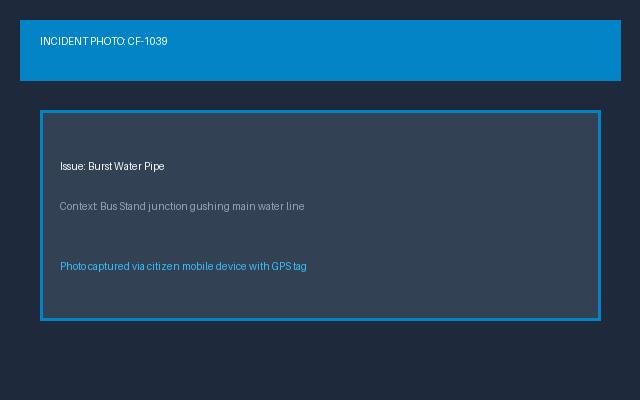 INCIDENT PHOTO: CF-1039
Issue: Burst Water Pipe
Context: Bus Stand junction gushing main water line
Photo captured via citizen mobile device with GPS tag